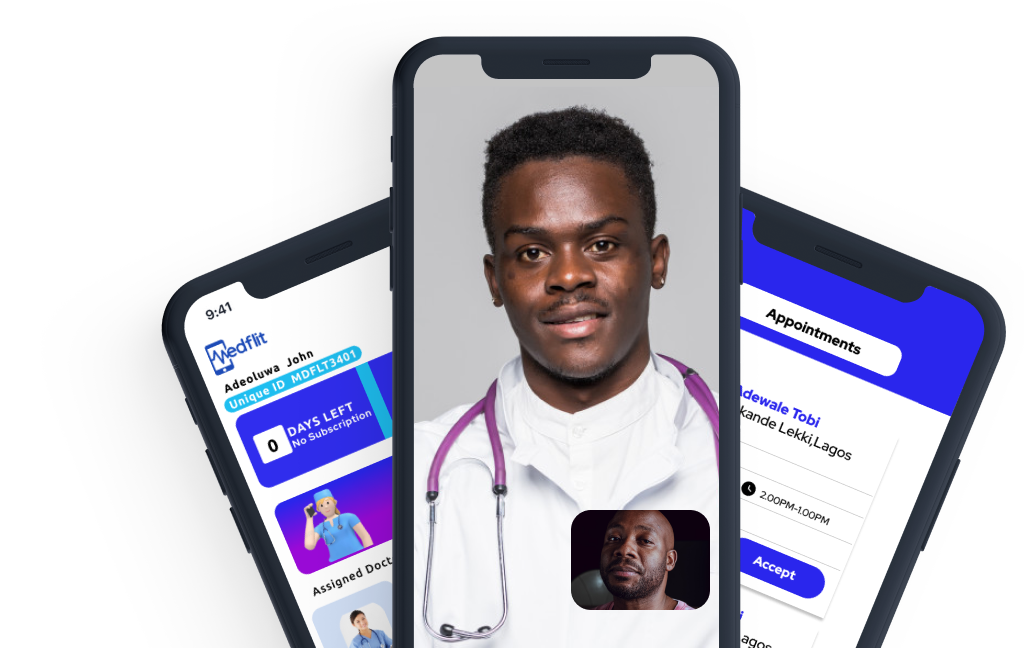 9:41
Medflit
Adeoluwa John
Unique ID MDFLT3401
0
DAYS LEFT
No Subscription
Assigned Doct
Appointments
Adewale Tobi
kande Lekki,Lagos
2.00PM-1.00PM
Accept
agos